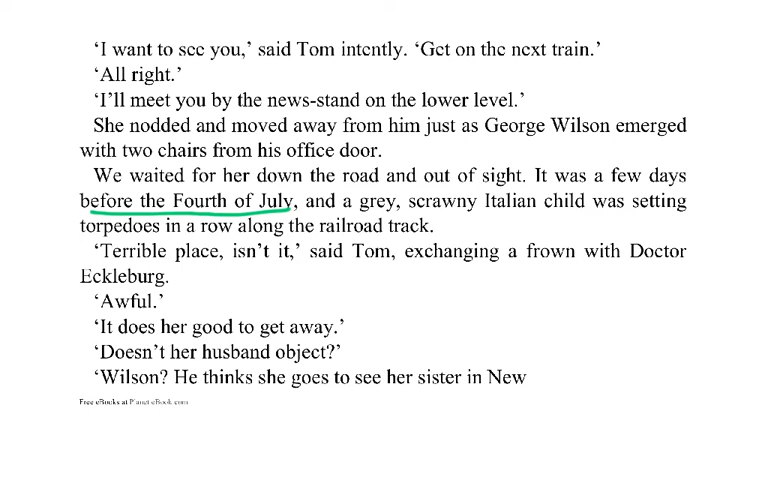 ‘I want to see you,’ said Tom intently. ‘Get on the next train.’
‘All right.’
‘I’ll meet you by the news-stand on the lower level.’
She nodded and moved away from him just as George Wilson emerged
with two chairs from his office door.
We waited for her down the road and out of sight. It was a few days
before the Fourth of July, and a grey, scrawny Italian child was setting
torpedoes in a row along the railroad track.
‘Terrible place, isn’t it,’ said Tom, exchanging a frown with Doctor
Eckleburg.
‘Awful.’
‘It does her good to get away.’
‘Doesn’t her husband object?’
‘Wilson? He thinks she goes to see her sister in New
Free eBooks at Planet eBook.com